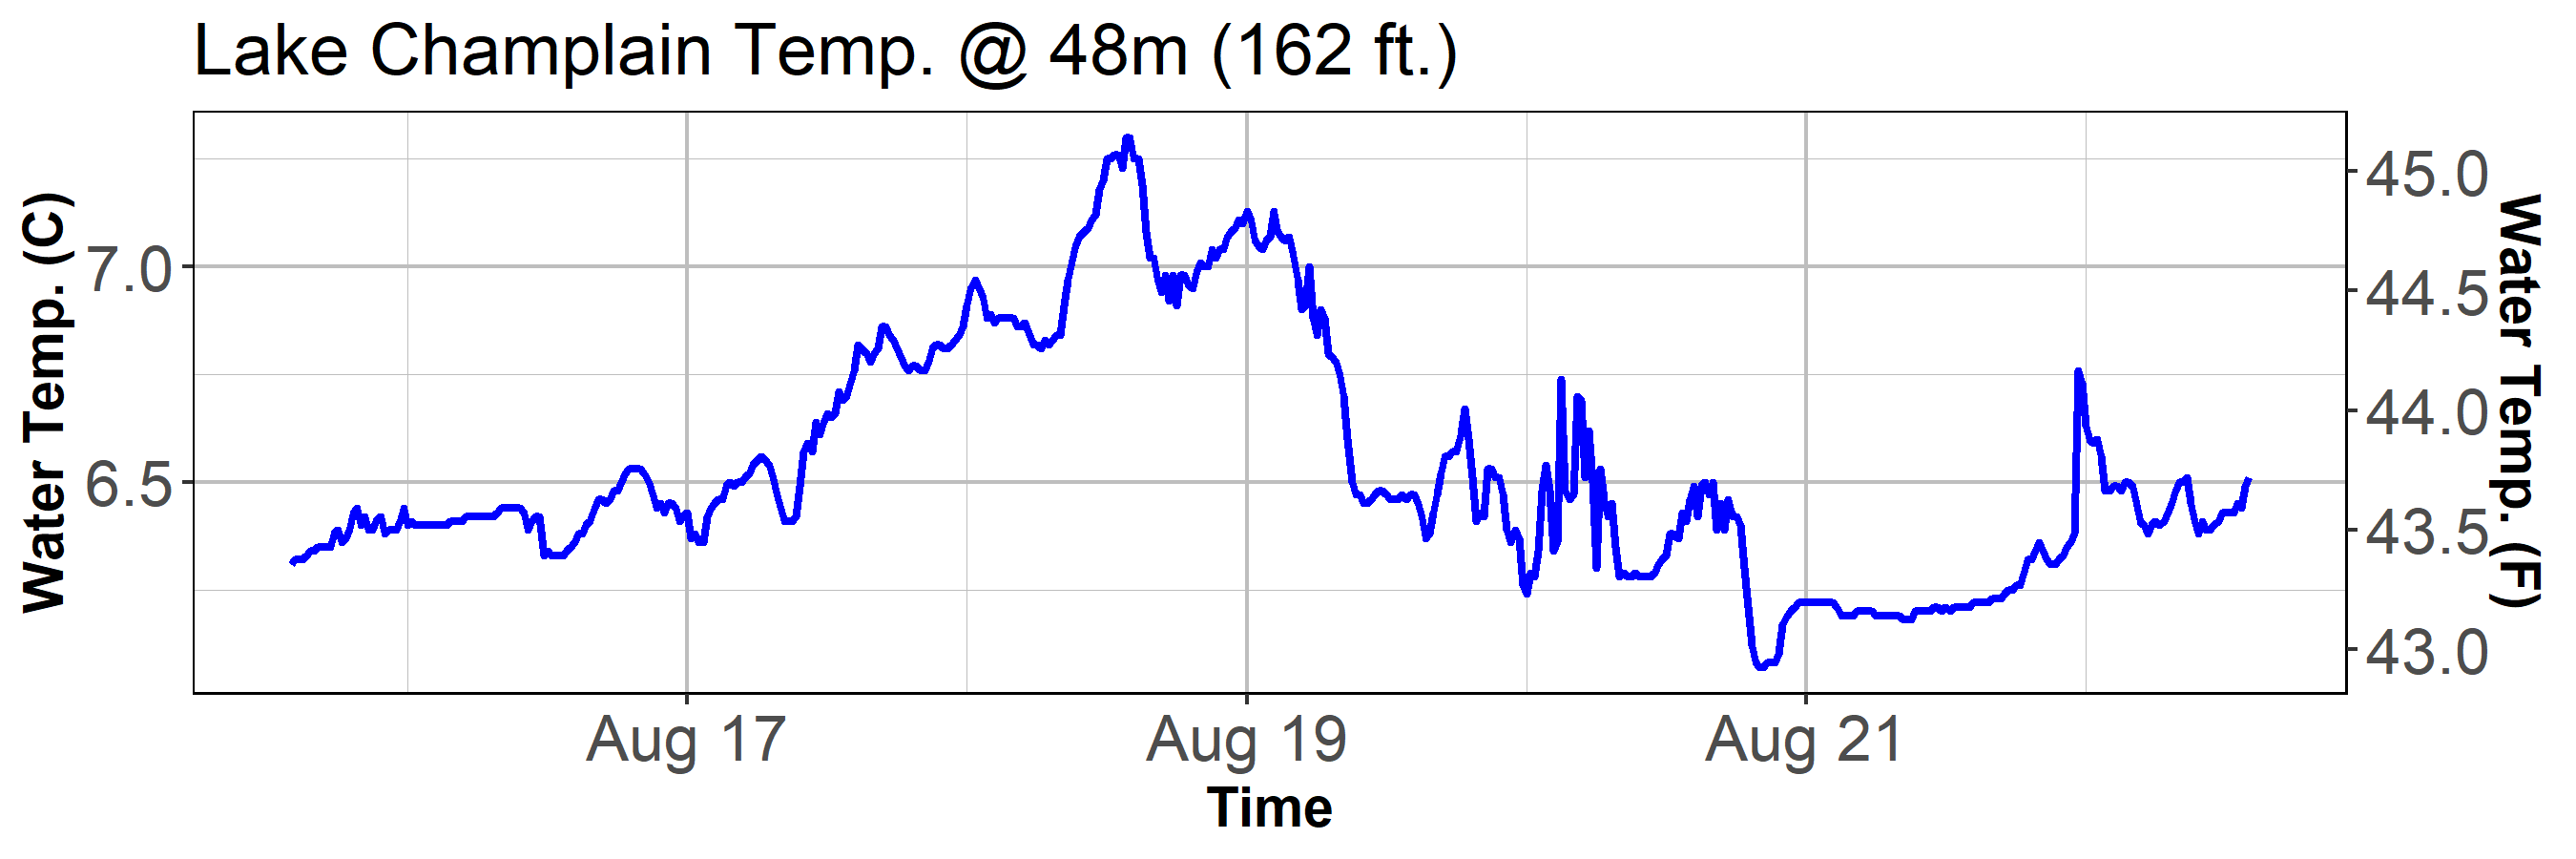 Lake Champlain Temp. @ 48m (162 ft.)
Water Temp. (C)
7.0
6.5
45.0
44.5
44.0
43.5
43.0
Water Temp. (F)
Aug 17 Aug 19 Aug 21
Time